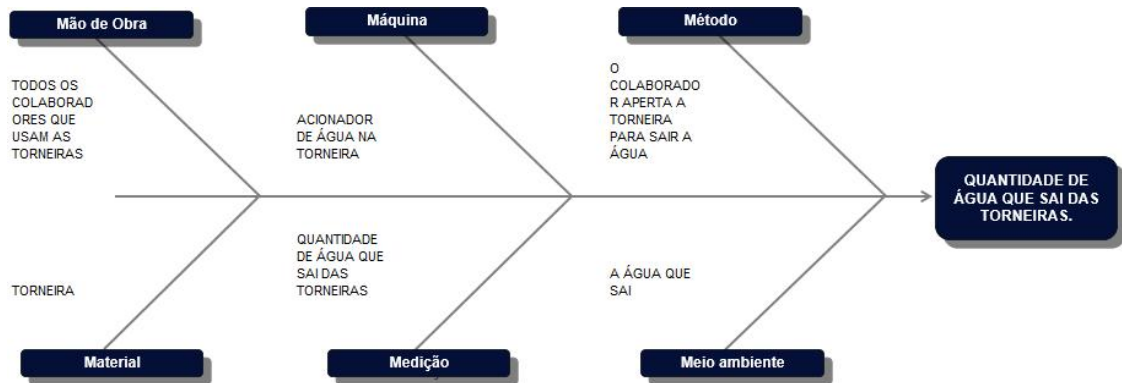 Mão de Obra
Máquina
Método
TODOS OS
COLABORAD
ORES QUE
USAM AS
TORNEIRAS
ACIONADOR
DE ÁGUA NA
TORNEIRA
O
COLABORADO
R APERTA A
TORNEIRA
PARA SAIR A
ÁGUA
QUANTIDADE DE
ÁGUA QUE SAI DAS
TORNEIRAS.
TORNEIRA
QUANTIDADE
DE ÁGUA QUE
SAI DAS
TORNEIRAS
A ÁGUA QUE
SAI
Material
Medição
Meio ambiente